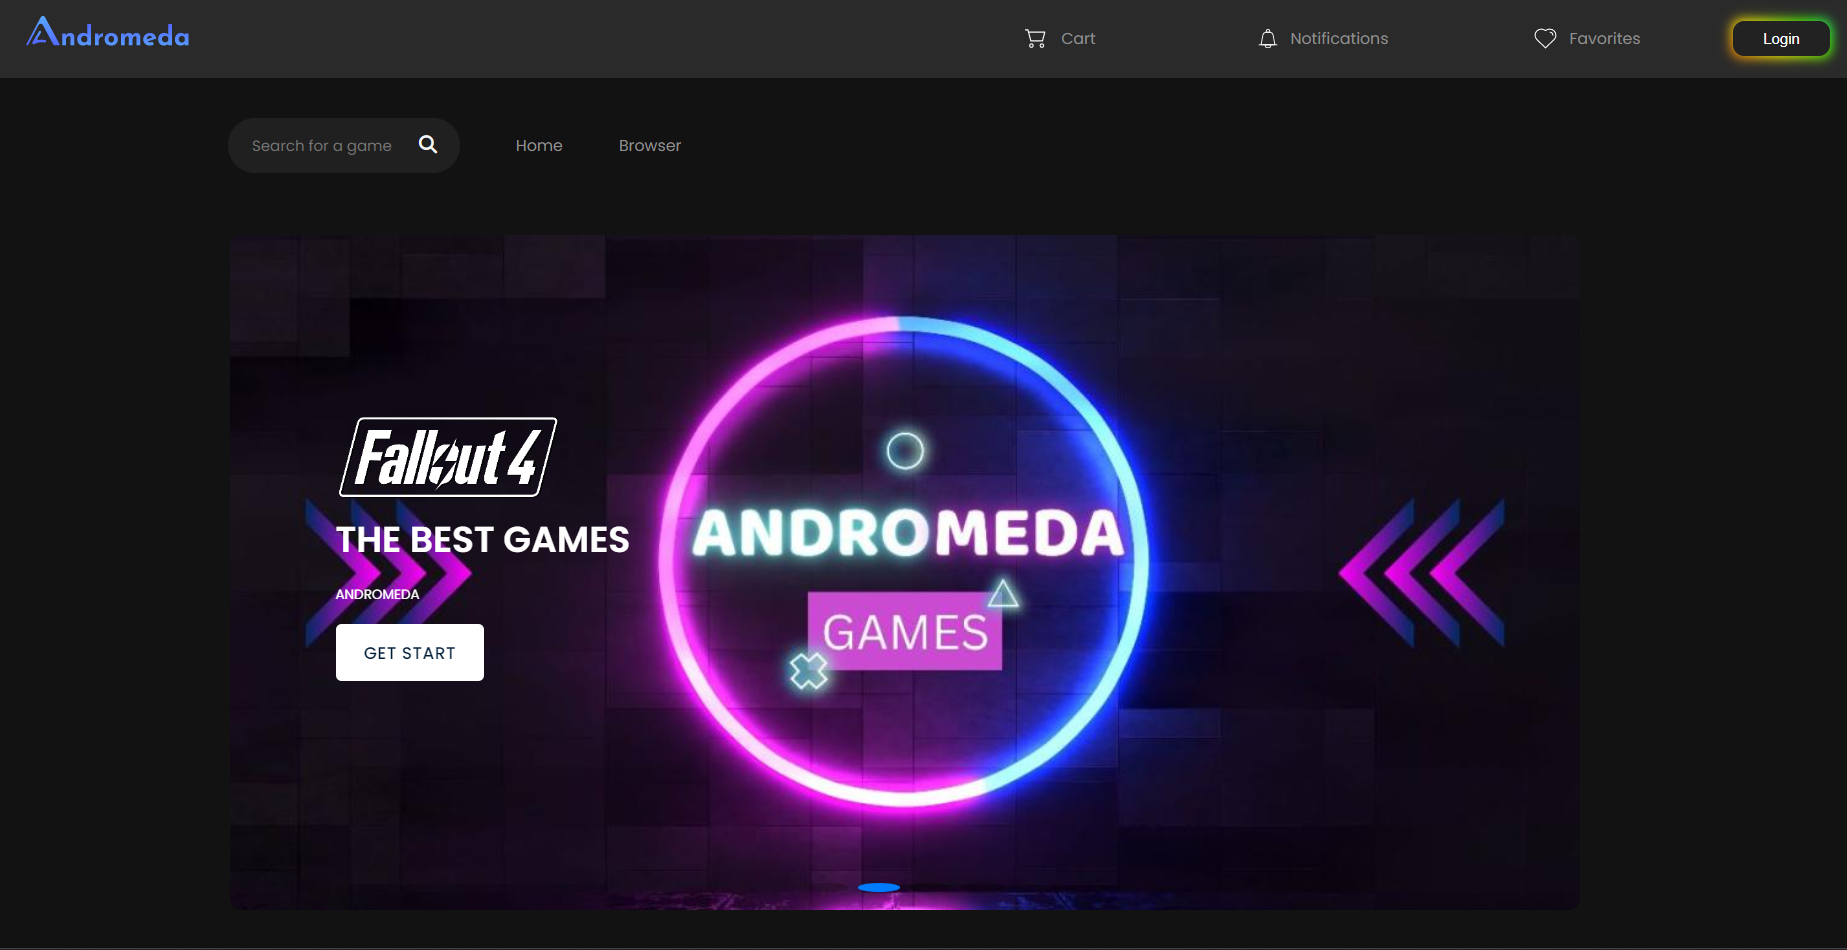 Andromeda
Cart
Notifications
Favorites
Login
Search for a game
Home
Browser
Fallout 4
THE BEST GAMES
ANDROMEDA
GET START
ANDROMEDA
GAMES